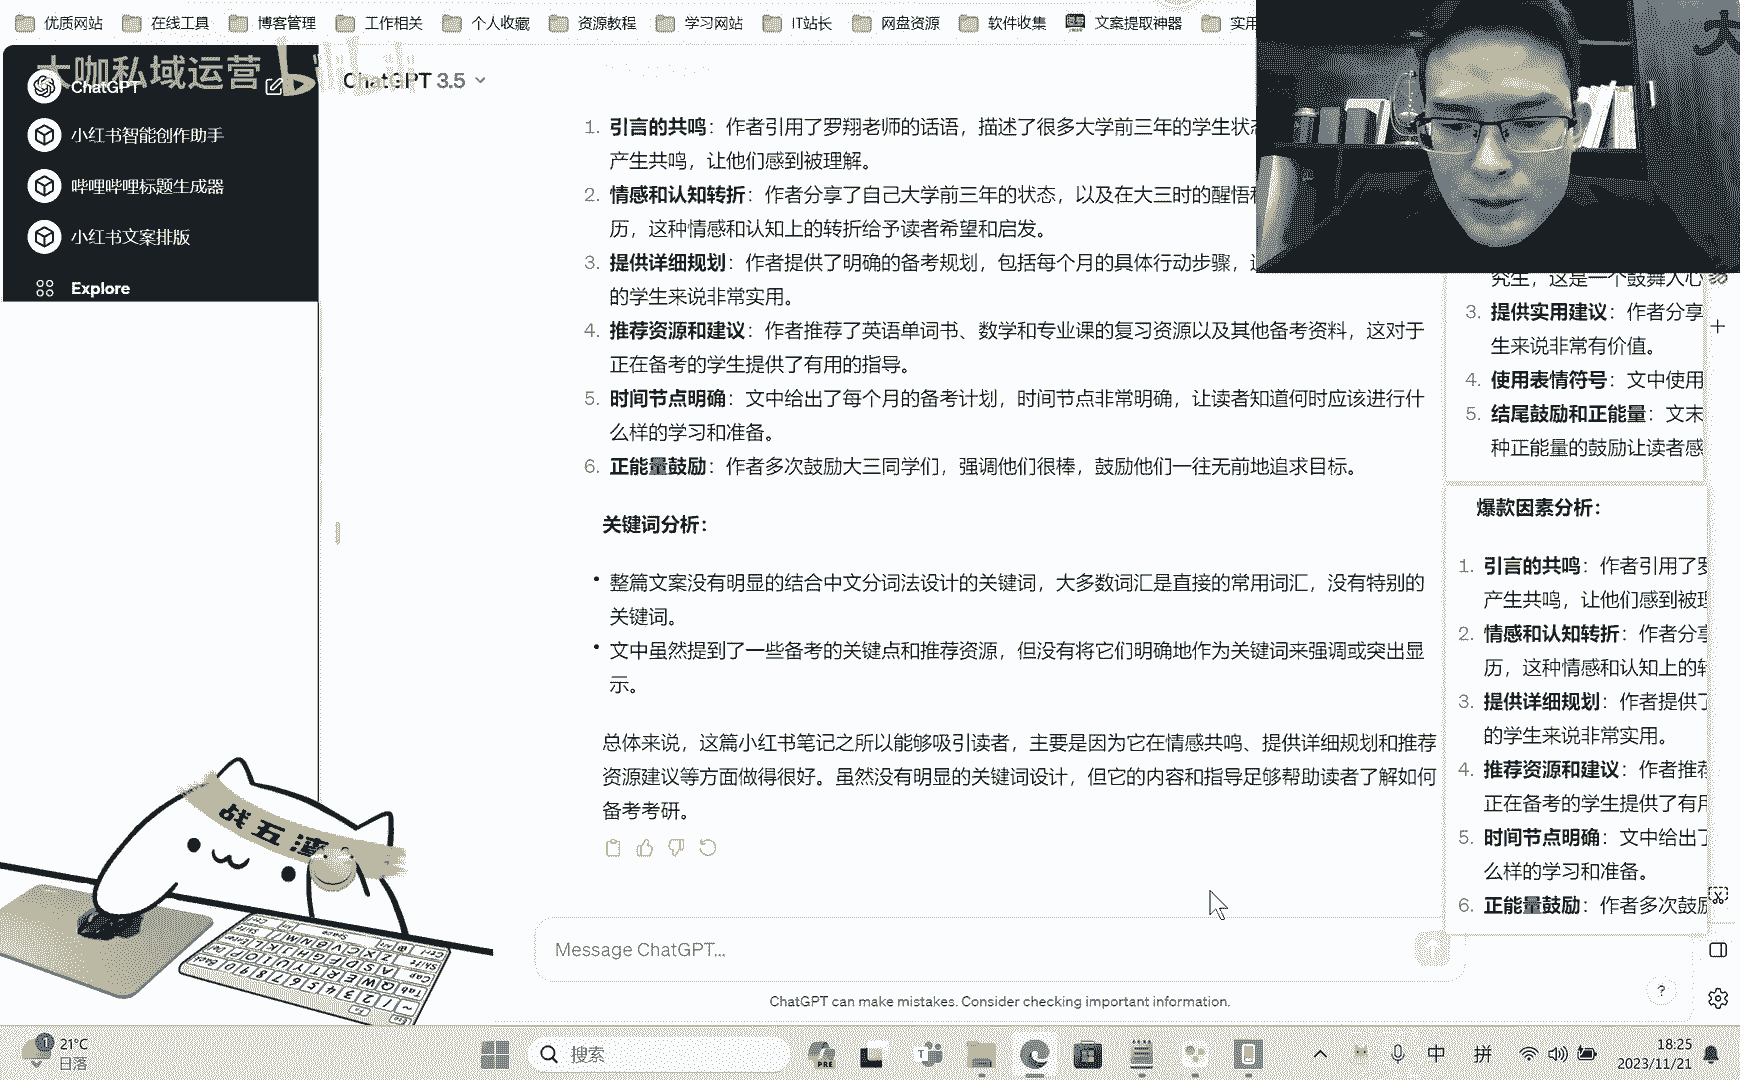 优质网站 在线工具 博客管理 工作相关 个人收藏 资源教程 学习网站 IT站长 网盘资源 软件收集 文案提取神器 实用
大咖私域运营 bilibili
大
ChatGPT
ChatGPT 3.5
小红书智能创作助手
哔哩哔哩标题生成器
小红书文案排版
Explore
1. 引言的共鸣：作者引用了罗翔老师的话语，描述了很多大学前三年的学生状态
产生共鸣，让他们感到被理解。
2. 情感和认知转折：作者分享了自己大学前三年的状态，以及在大三时的醒悟
历，这种情感和认知上的转折给予读者希望和启发。
3. 提供详细规划：作者提供了明确的备考规划，包括每个月的具体行动步骤，
的学生来说非常实用。
4. 推荐资源和建议：作者推荐了英语单词书、数学和专业课的复习资源以及其他备考资料，这对于
正在备考的学生提供了有用的指导。
5. 时间节点明确：文中给出了每个月的备考计划，时间节点非常明确，让读者知道何时应该进行什
么样的学习和准备。
6. 正能量鼓励：作者多次鼓励大三同学们，强调他们很棒，鼓励他们一往无前地追求目标。
关键词分析：
• 整篇文案没有明显的结合中文分词法设计的关键词，大多数词汇是直接的常用词汇，没有特别的
关键词。
• 文中虽然提到了一些备考的关键点和推荐资源，但没有将它们明确地作为关键词来强调或突出显
示。
总体来说，这篇小红书笔记之所以能够吸引读者，主要是因为它在情感共鸣、提供详细规划和推荐
资源建议等方面做得很好。虽然没有明显的关键词设计，但它的内容和指导足够帮助读者了解如何
备考考研。
Message ChatGPT...
ChatGPT can make mistakes. Consider checking important information.
?
究生，这是一个鼓舞人心
3. 提供实用建议：作者分享
生来说非常有价值。
4. 使用表情符号：文中使用
5. 结尾鼓励和正能量：文末
种正能量的鼓励让读者感
爆款因素分析：
1. 引言的共鸣：作者引用了罗
产生共鸣，让他们感到被理
2. 情感和认知转折：作者分享
历，这种情感和认知上的转
3. 提供详细规划：作者提供了
的学生来说非常实用。
4. 推荐资源和建议：作者推荐
正在备考的学生提供了有用
5. 时间节点明确：文中给出了
么样的学习和准备。
6. 正能量鼓励：作者多次鼓励
战五渣
1 21°C
日落
搜索
PRE
中 拼
18:25
2023/11/21